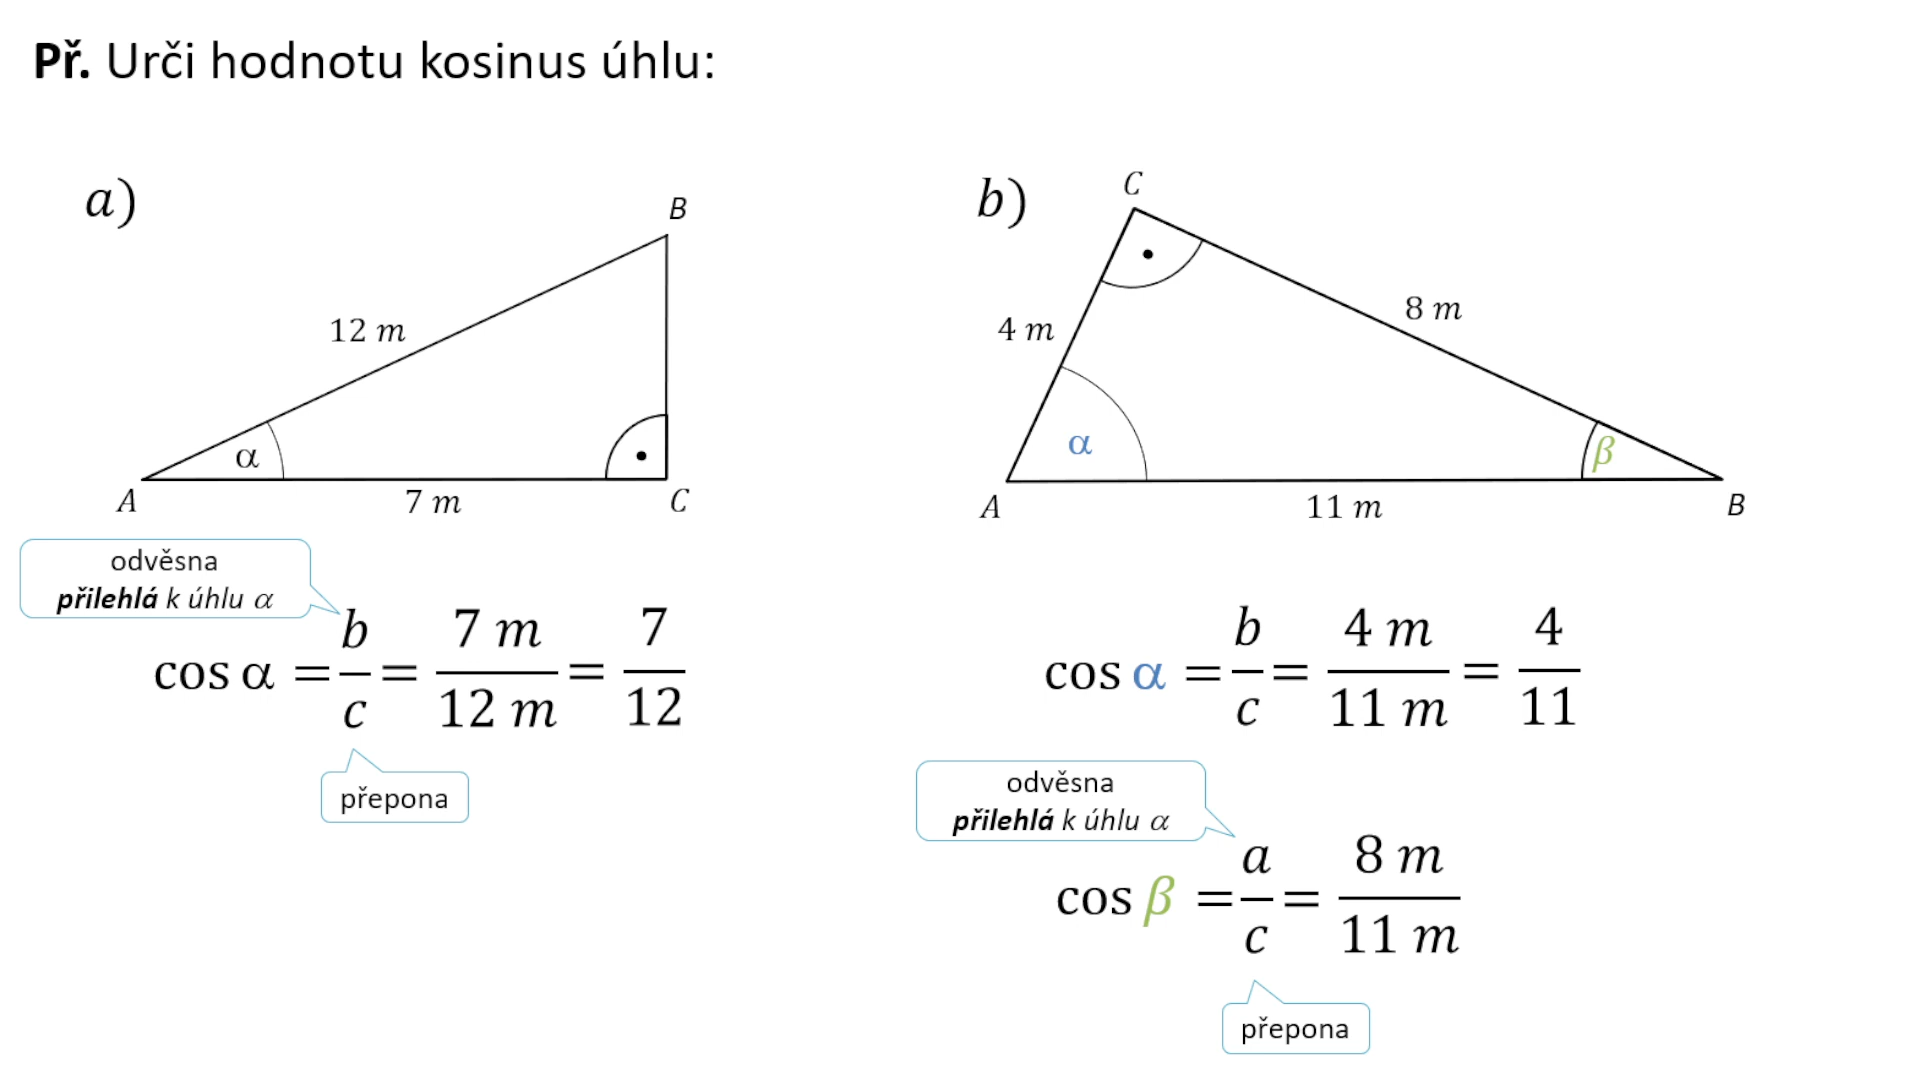 Př. Urči hodnotu kosinus úhlu:
a)
B
12 m
α
A
7 m
C
odvěsna
přilehlá k úhlu α
cos α = b/c = 7 m/12 m = 7/12
přepona
b)
C
4 m
8 m
α
β
A
11 m
B
cos α = b/c = 4 m/11 m = 4/11
odvěsna
přilehlá k úhlu α
cos β = a/c = 8 m/11 m
přepona